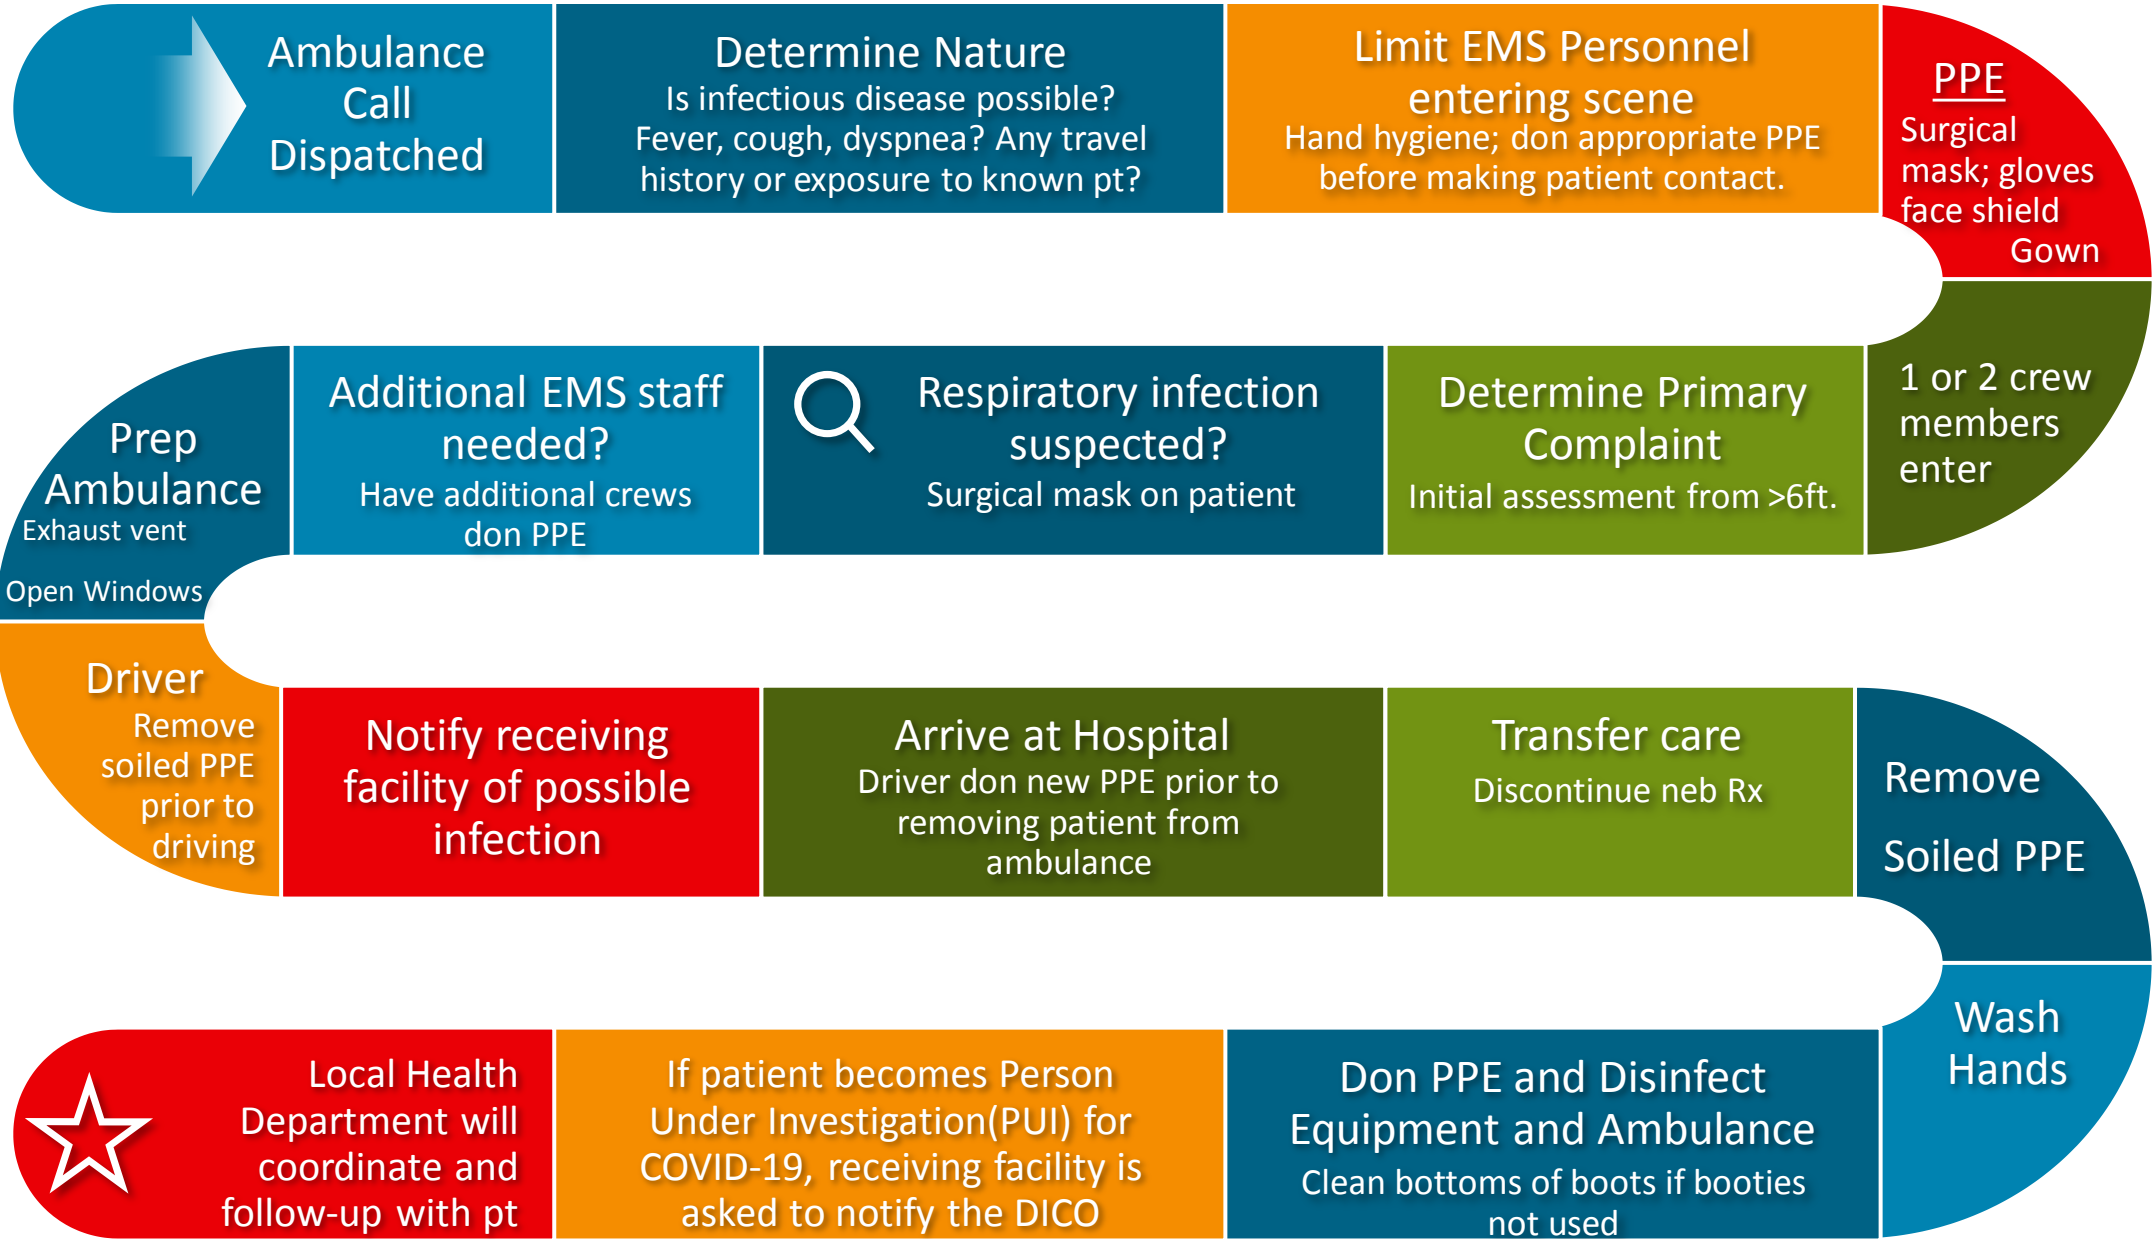 Ambulance
Call
Dispatched
Determine Nature
Is infectious disease possible?
Fever, cough, dyspnea? Any travel
history or exposure to known pt?
Limit EMS Personnel
entering scene
Hand hygiene; don appropriate PPE
before making patient contact.
PPE
Surgical
mask; gloves
face shield
Gown
1 or 2 crew
members
enter
Determine Primary
Complaint
Initial assessment from >6ft.
Respiratory infection
suspected?
Surgical mask on patient
Additional EMS staff
needed?
Have additional crews
don PPE
Prep
Ambulance
Exhaust vent
Open Windows
Driver
Remove
soiled PPE
prior to
driving
Notify receiving
facility of possible
infection
Arrive at Hospital
Driver don new PPE prior to
removing patient from
ambulance
Transfer care
Discontinue neb Rx
Remove
Soiled PPE
Wash
Hands
Don PPE and Disinfect
Equipment and Ambulance
Clean bottoms of boots if booties
not used
If patient becomes Person
Under Investigation(PUI) for
COVID-19, receiving facility is
asked to notify the DICO
Local Health
Department will
coordinate and
follow-up with pt